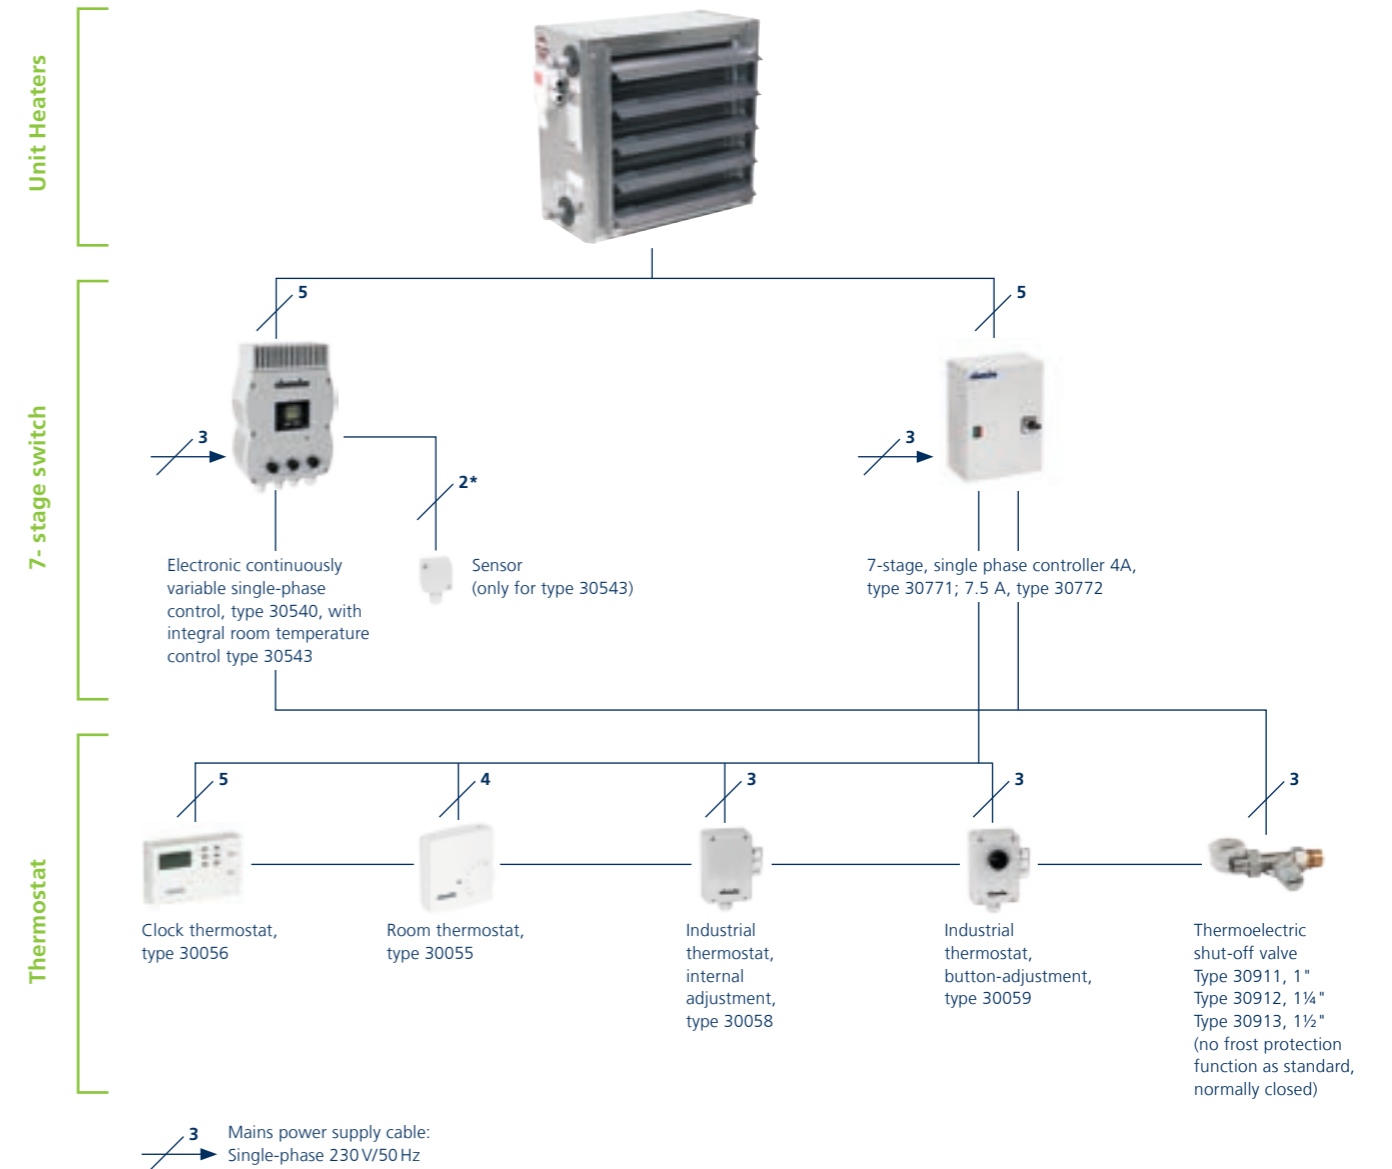 Unit Heaters
5
5
7- stage switch
3
2*
3
Electronic continuously
variable single-phase
control, type 30540, with
integral room temperature
control type 30543
Sensor
(only for type 30543)
7-stage, single phase controller 4A,
type 30771; 7.5 A, type 30772
Thermostat
5
4
3
3
3
Clock thermostat,
type 30056
Room thermostat,
type 30055
Industrial
thermostat,
internal
adjustment,
type 30058
Industrial
thermostat,
button-adjustment,
type 30059
Thermoelectric
shut-off valve
Type 30911, 1"
Type 30912, 1¼"
Type 30913, 1½"
(no frost protection
function as standard,
normally closed)
3
Mains power supply cable:
Single-phase 230 V/50 Hz